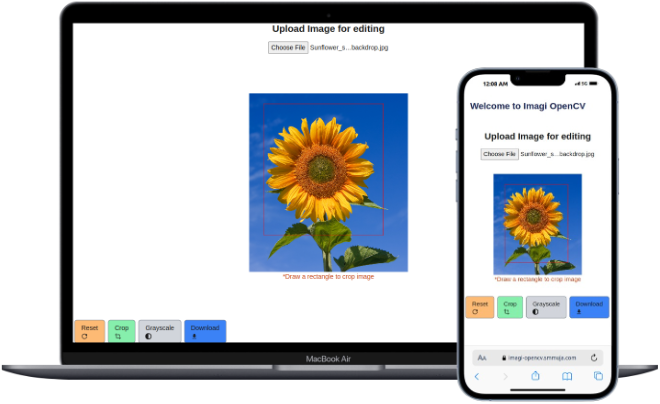 Upload Image for editing
Choose File Sunflower_s...backdrop.jpg
*Draw a rectangle to crop image
Reset
Crop
Grayscale
Download
MacBook Air
12:08 AM
5G
Welcome to Imagi OpenCV
Upload Image for editing
Choose File Sunflower_s...backdrop.jpg
*Draw a rectangle to crop image
Reset
Crop
Grayscale
Download
AA imagi-opencv.ammuja.com